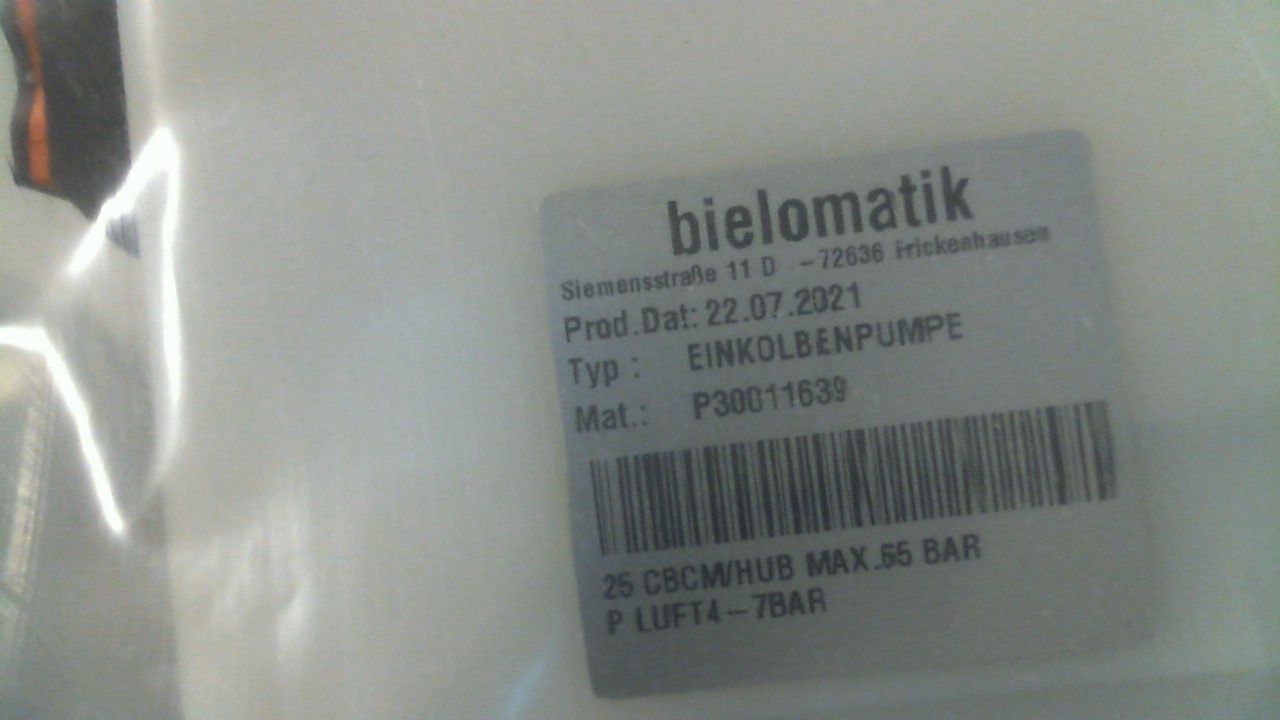 bielomatik
Siemensstraße 11 D -72636 Frickenhausen
Prod.Dat: 22.07.2021
Typ : EINKOLBENPUMPE
Mat.: P30011639
25 CBCM/HUB MAX. BAR
P LUFT4-7BAR